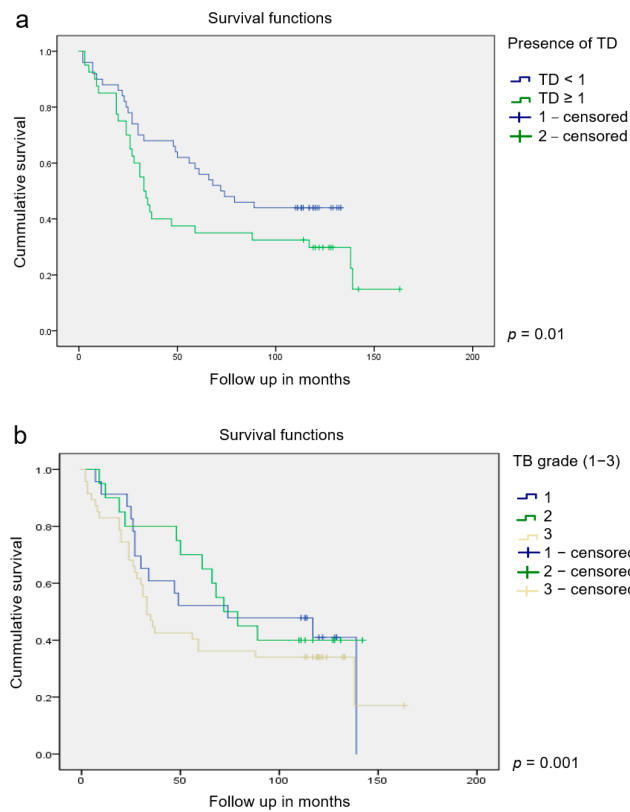 a
Survival functions
Presence of TD
TD < 1
TD ≥ 1
1 – censored
2 – censored
1.0
0.8
0.6
0.4
0.2
0.0
Cummulative survival
0 50 100 150 200
Follow up in months
p = 0.01
b
Survival functions
TB grade (1–3)
1
2
3
1 – censored
2 – censored
3 – censored
1.0
0.8
0.6
0.4
0.2
0.0
Cummulative survival
0 50 100 150 200
Follow up in months
p = 0.001